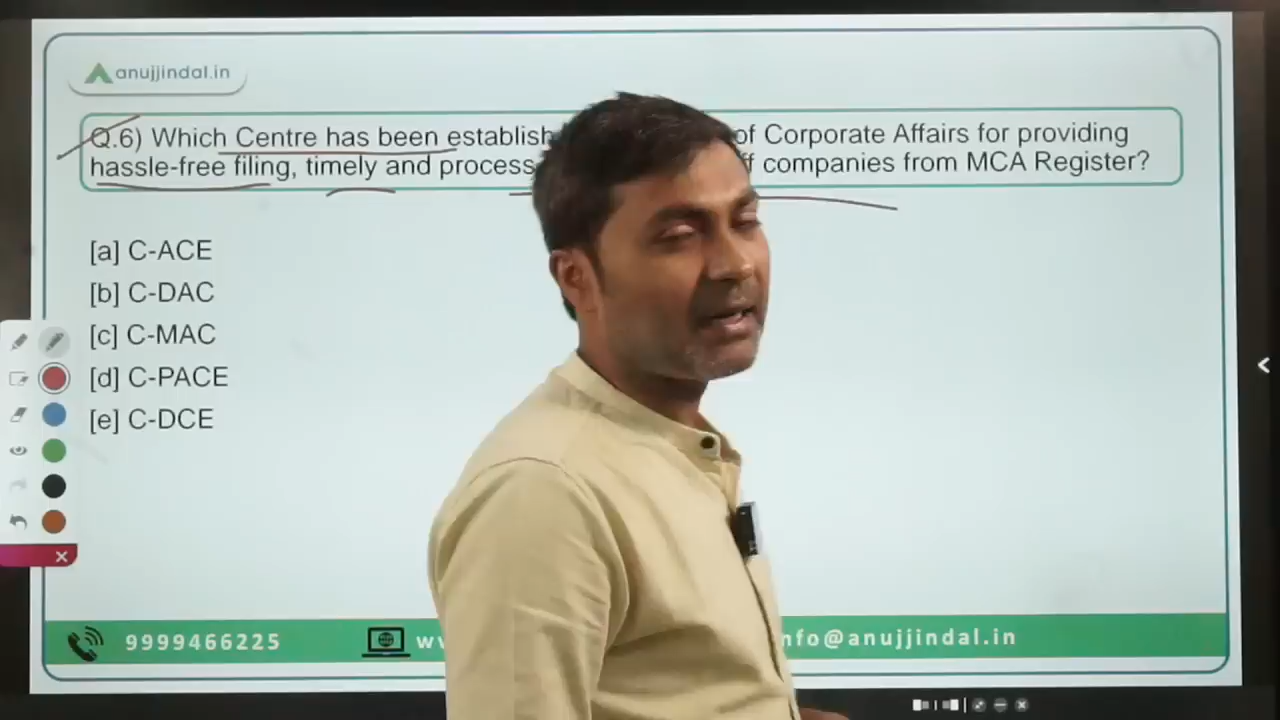 anujjindal.in
Q.6) Which Centre has been establish of Corporate Affairs for providing
hassle-free filing, timely and process ff companies from MCA Register?
[a] C-ACE
[b] C-DAC
[c] C-MAC
[d] C-PACE
[e] C-DCE
9999466225 ww nfo@anujjindal.in